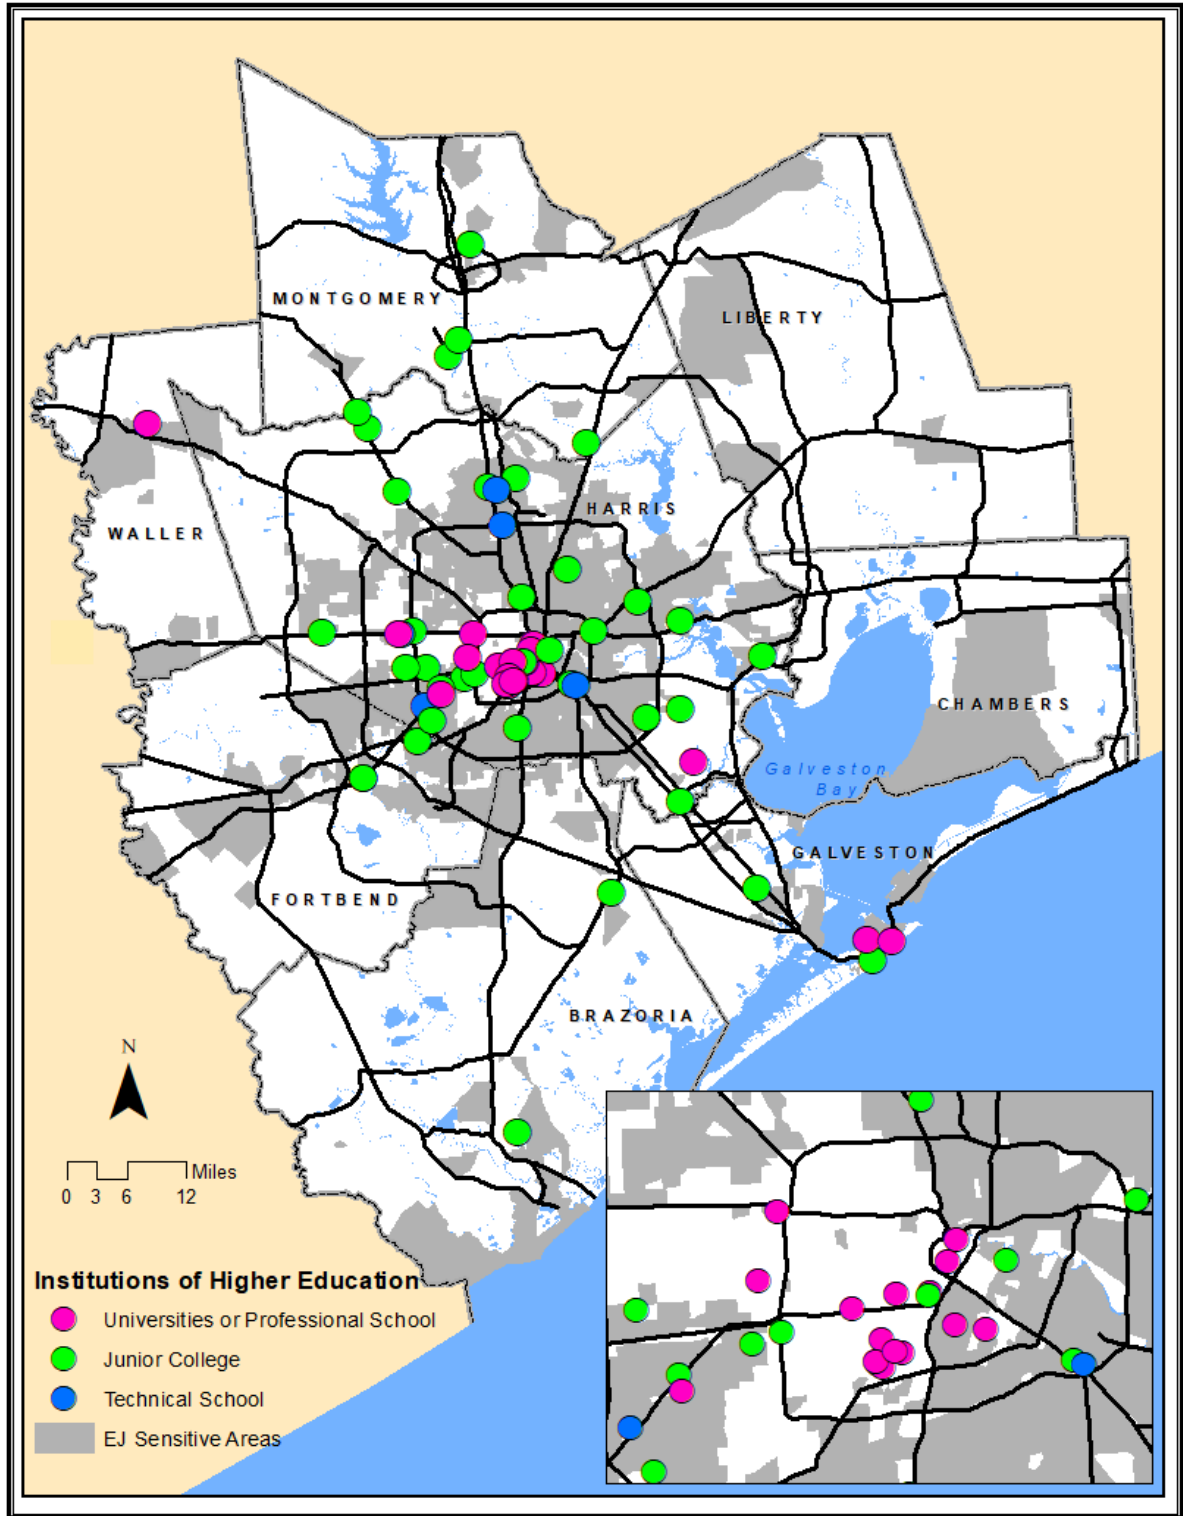 MONTGOMERY
LIBERTY
HARRIS
WALLER
CHAMBERS
Galveston
Bay
GALVESTON
FORTBEND
BRAZORIA
N
Miles
0 3 6 12
Institutions of Higher Education
Universities or Professional School
Junior College
Technical School
EJ Sensitive Areas